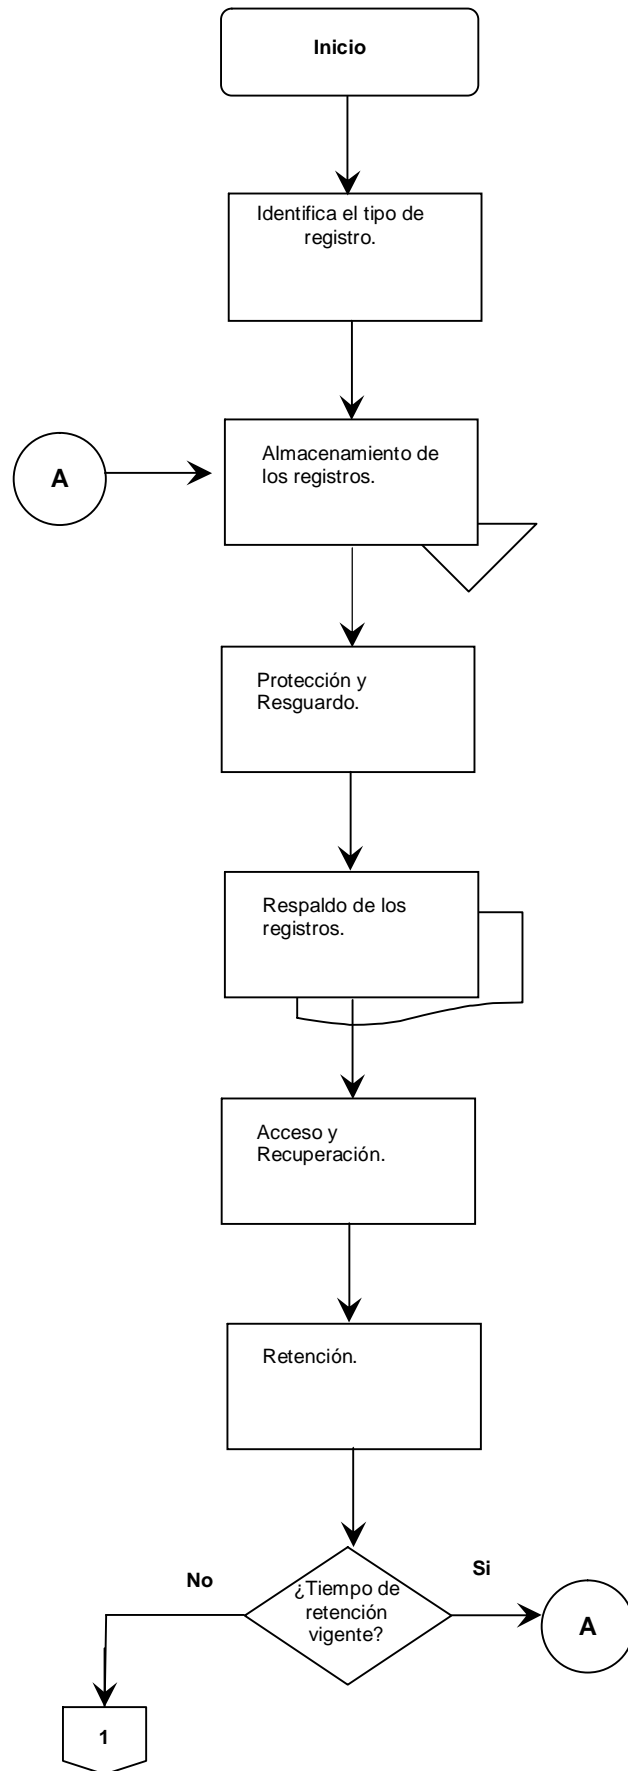 Inicio
Identifica el tipo de
registro.
A
Almacenamiento de
los registros.
Protección y
Resguardo.
Respaldo de los
registros.
Acceso y
Recuperación.
Retención.
No
¿Tiempo de
retención
vigente?
Si
A
1